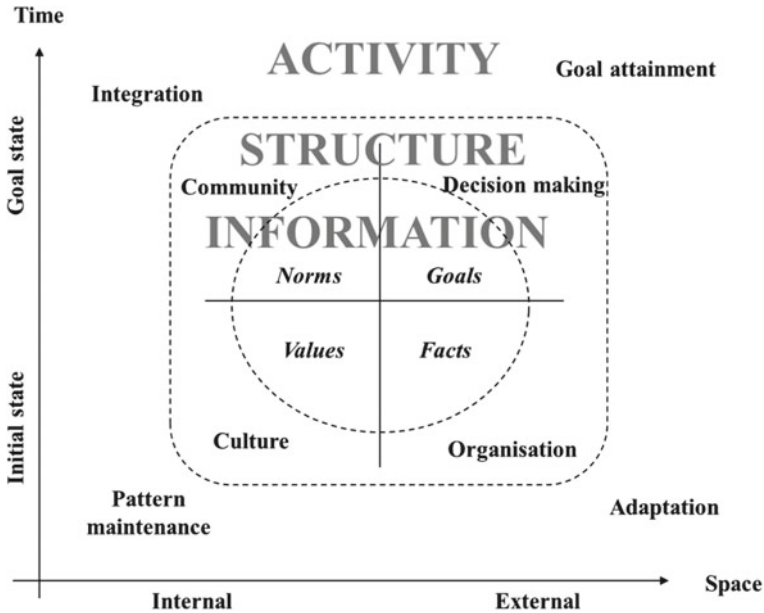 Time
ACTIVITY
Goal attainment
Integration
STRUCTURE
Community
Decision making
Goal state
INFORMATION
Norms
Goals
Values
Facts
Initial state
Culture
Organisation
Pattern
maintenance
Adaptation
Space
Internal
External